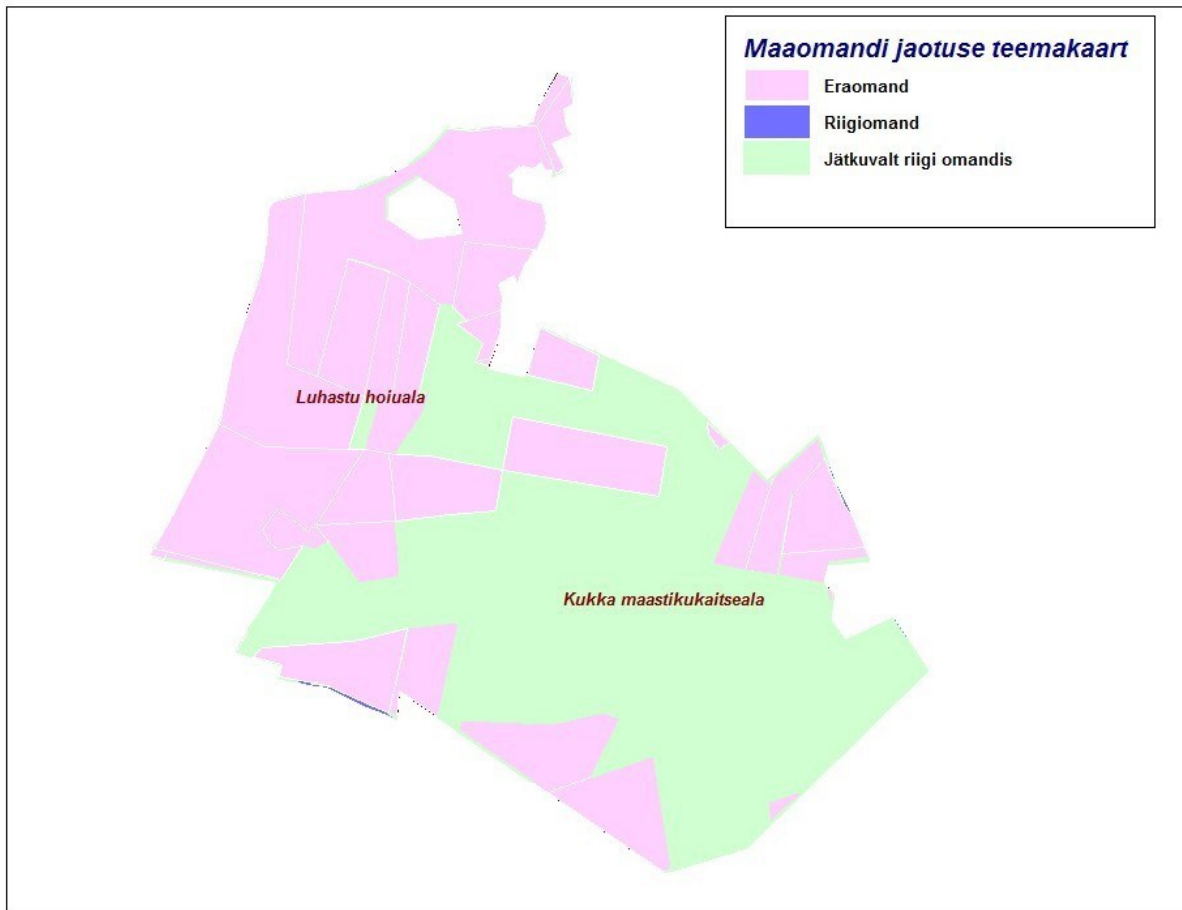 Maaomandi jaotuse teemakaart
Eraomand
Riigiomand
Jätkuvalt riigi omandis
Luhastu hoiuala
Kukka maastikukaitseala